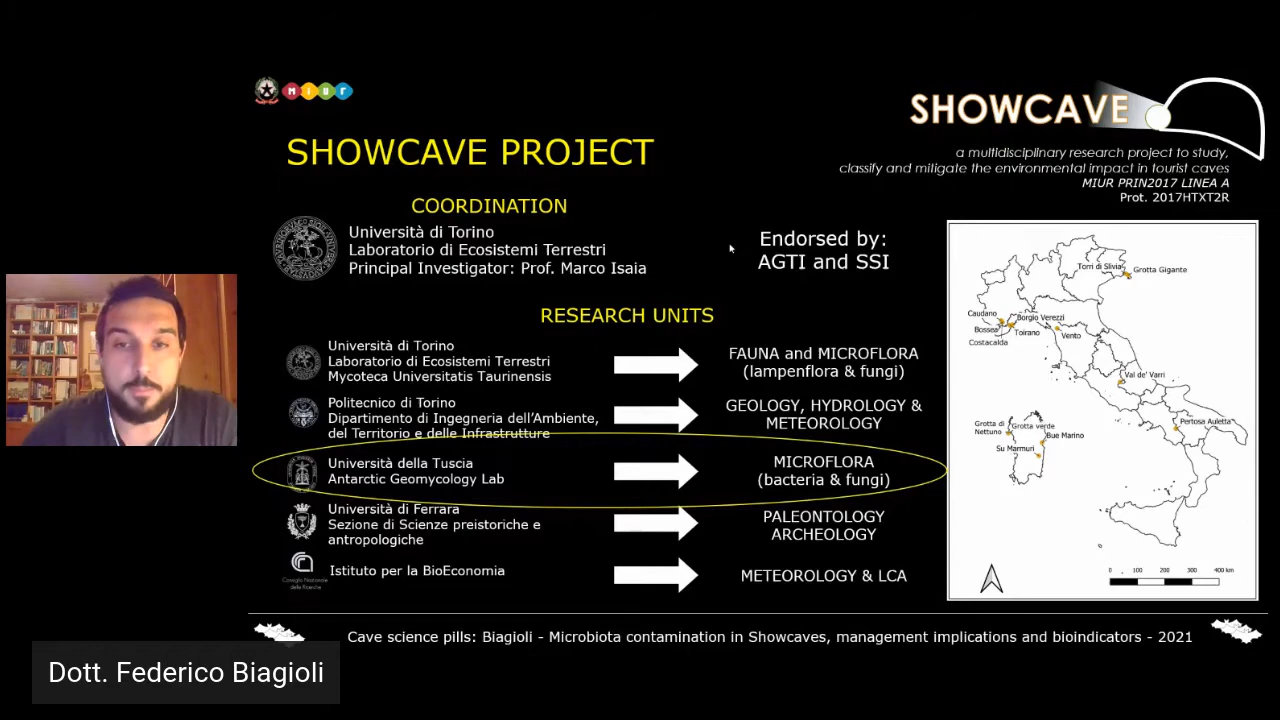 MIUR
SHOWCAVE
a multidisciplinary research project to study,
classify and mitigate the environmental impact in tourist caves
MIUR PRIN2017 LINEA A
Prot. 2017HTXT2R
SHOWCAVE PROJECT
COORDINATION
Università di Torino
Laboratorio di Ecosistemi Terrestri
Principal Investigator: Prof. Marco Isaia
Endorsed by:
AGTI and SSI
RESEARCH UNITS
Università di Torino
Laboratorio di Ecosistemi Terrestri
Mycoteca Universitatis Taurinensis
FAUNA and MICROFLORA
(lampenflora & fungi)
Politecnico di Torino
Dipartimento di Ingegneria dell'Ambiente,
del Territorio e delle Infrastrutture
GEOLOGY, HYDROLOGY &
METEOROLOGY
Università della Tuscia
Antarctic Geomycology Lab
MICROFLORA
(bacteria & fungi)
Università di Ferrara
Sezione di Scienze preistoriche e
antropologiche
PALEONTOLOGY
ARCHEOLOGY
Consiglio Nazionale
delle Ricerche
Istituto per la BioEconomia
METEOROLOGY & LCA
Torri di Slivia
Grotta Gigante
Caudano
Borgio Verezzi
Bossea
Toirano
Vento
Costacalda
Val de' Varri
Grotta di
Nettuno
Grotta verde
Bue Marino
Pertosa Auletta
Su Marmuri
0 100 200 300 400 km
Cave science pills: Biagioli - Microbiota contamination in Showcaves, management implications and bioindicators - 2021
Dott. Federico Biagioli